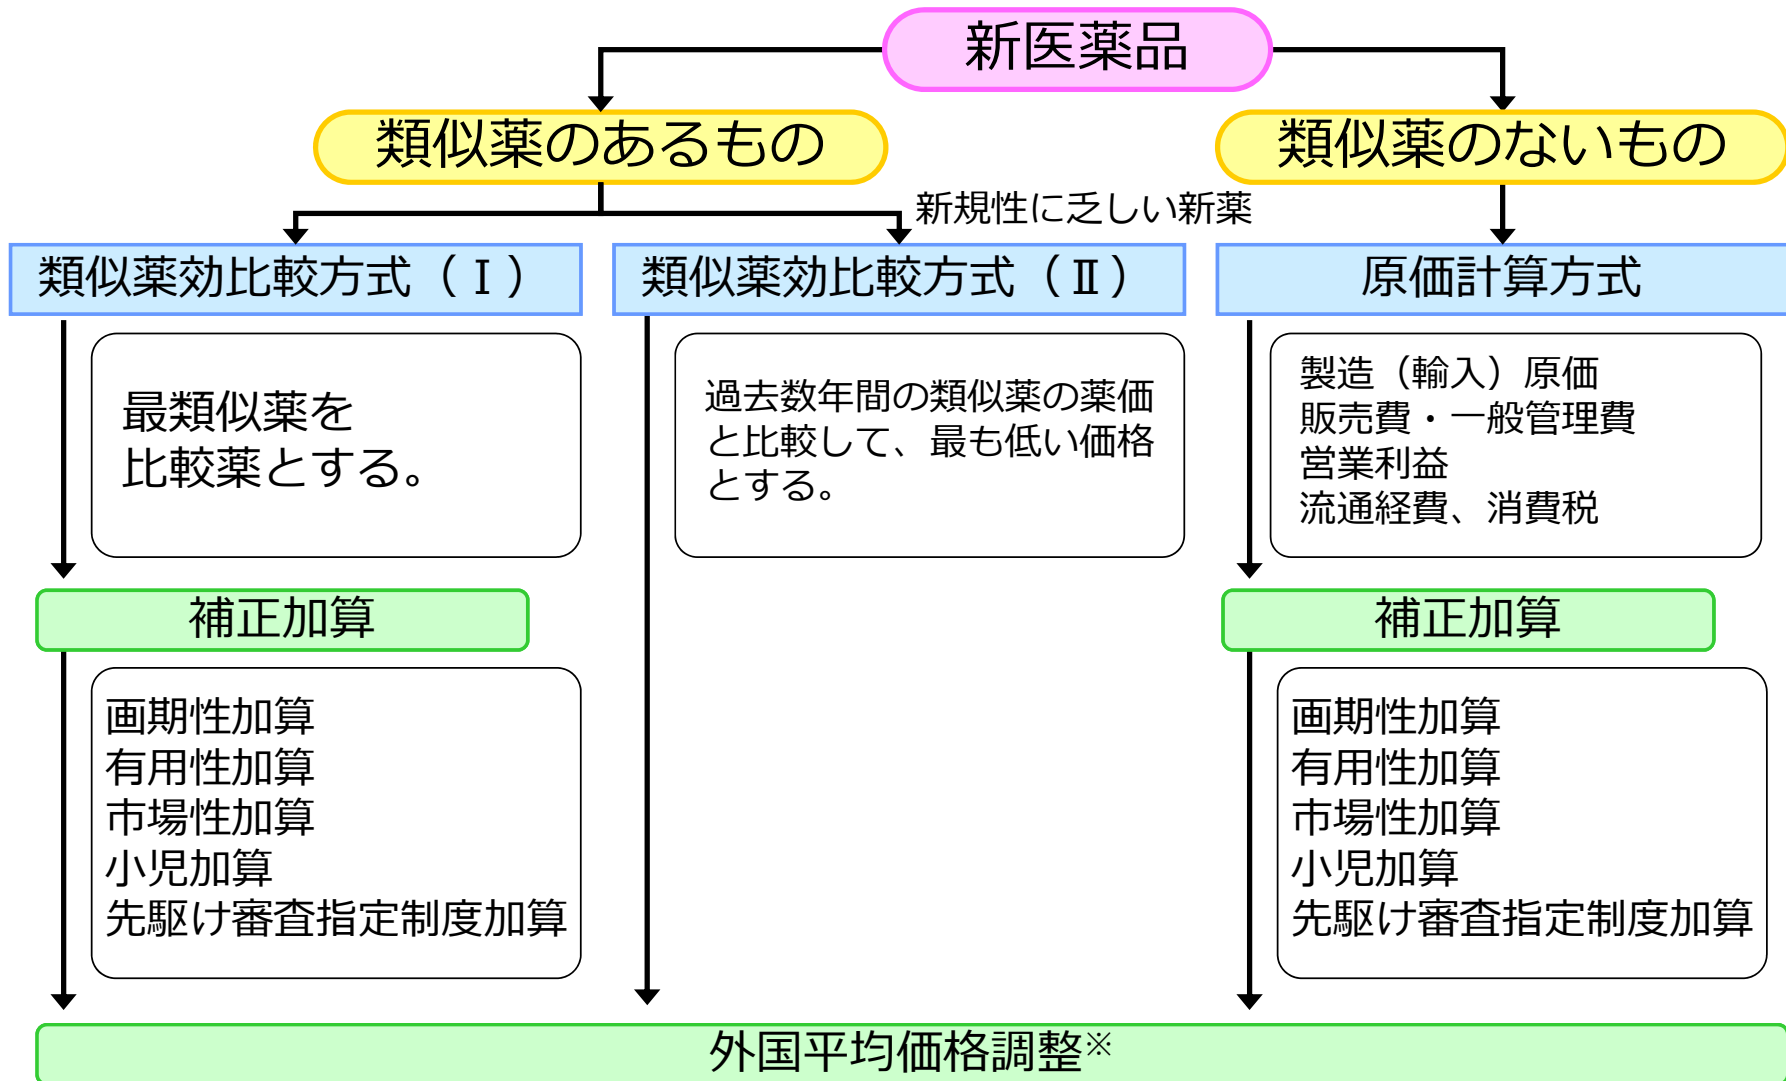 新医薬品
類似薬のあるもの
類似薬のないもの
新規性に乏しい新薬
類似薬効比較方式（Ⅰ）
類似薬効比較方式（Ⅱ）
原価計算方式
最類似薬を
比較薬とする。
過去数年間の類似薬の薬価
と比較して、最も低い価格
とする。
製造（輸入）原価
販売費・一般管理費
営業利益
流通経費、消費税
補正加算
補正加算
画期性加算
有用性加算
市場性加算
小児加算
先駆け審査指定制度加算
画期性加算
有用性加算
市場性加算
小児加算
先駆け審査指定制度加算
外国平均価格調整※